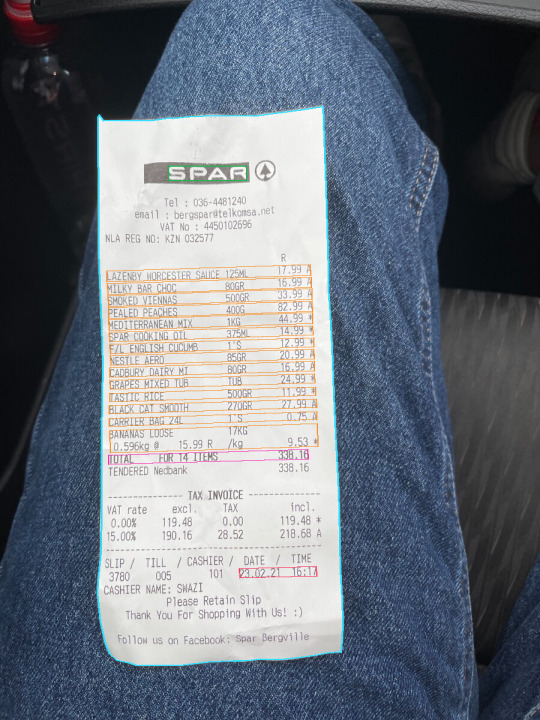 SPAR
Tel : 036-4481240
email : bergspar@telkomsa.net
VAT No : 4450102696
NLA REG NO: KZN 032577
R
LAZENBY WORCESTER SAUCE 125ML 17.99 A
MILKY BAR CHOC 80GR 16.99 A
SMOKED VIENNAS 500GR 33.99 A
PEALED PEACHES 400G 82.99 A
MEDITERRANEAN MIX 1KG 44.99 *
SPAR COOKING OIL 375ML 14.99 *
F/L ENGLISH CUCUMB 1'S 12.99 *
NESTLE AERO 85GR 20.99 A
CADBURY DAIRY MI 80GR 16.99 A
GRAPES MIXED TUB TUB 24.99 *
TASTIC RICE 500GR 11.99 *
BLACK CAT SMOOTH 270GR 27.99 A
CARRIER BAG 24L 1'S 0.75 A
BANANAS LOOSE 17KG
0.596kg @ 15.99 R /kg 9.53 *
TOTAL FOR 14 ITEMS 338.16
TENDERED Nedbank 338.16
TAX INVOICE
VAT rate excl. TAX incl.
0.00% 119.48 0.00 119.48 *
15.00% 190.16 28.52 218.68 A
SLIP / TILL / CASHIER / DATE / TIME
3780 005 101 23.02.21 16:17
CASHIER NAME: SWAZI
Please Retain Slip
Thank You For Shopping With Us! :)
Follow us on Facebook: Spar Bergville